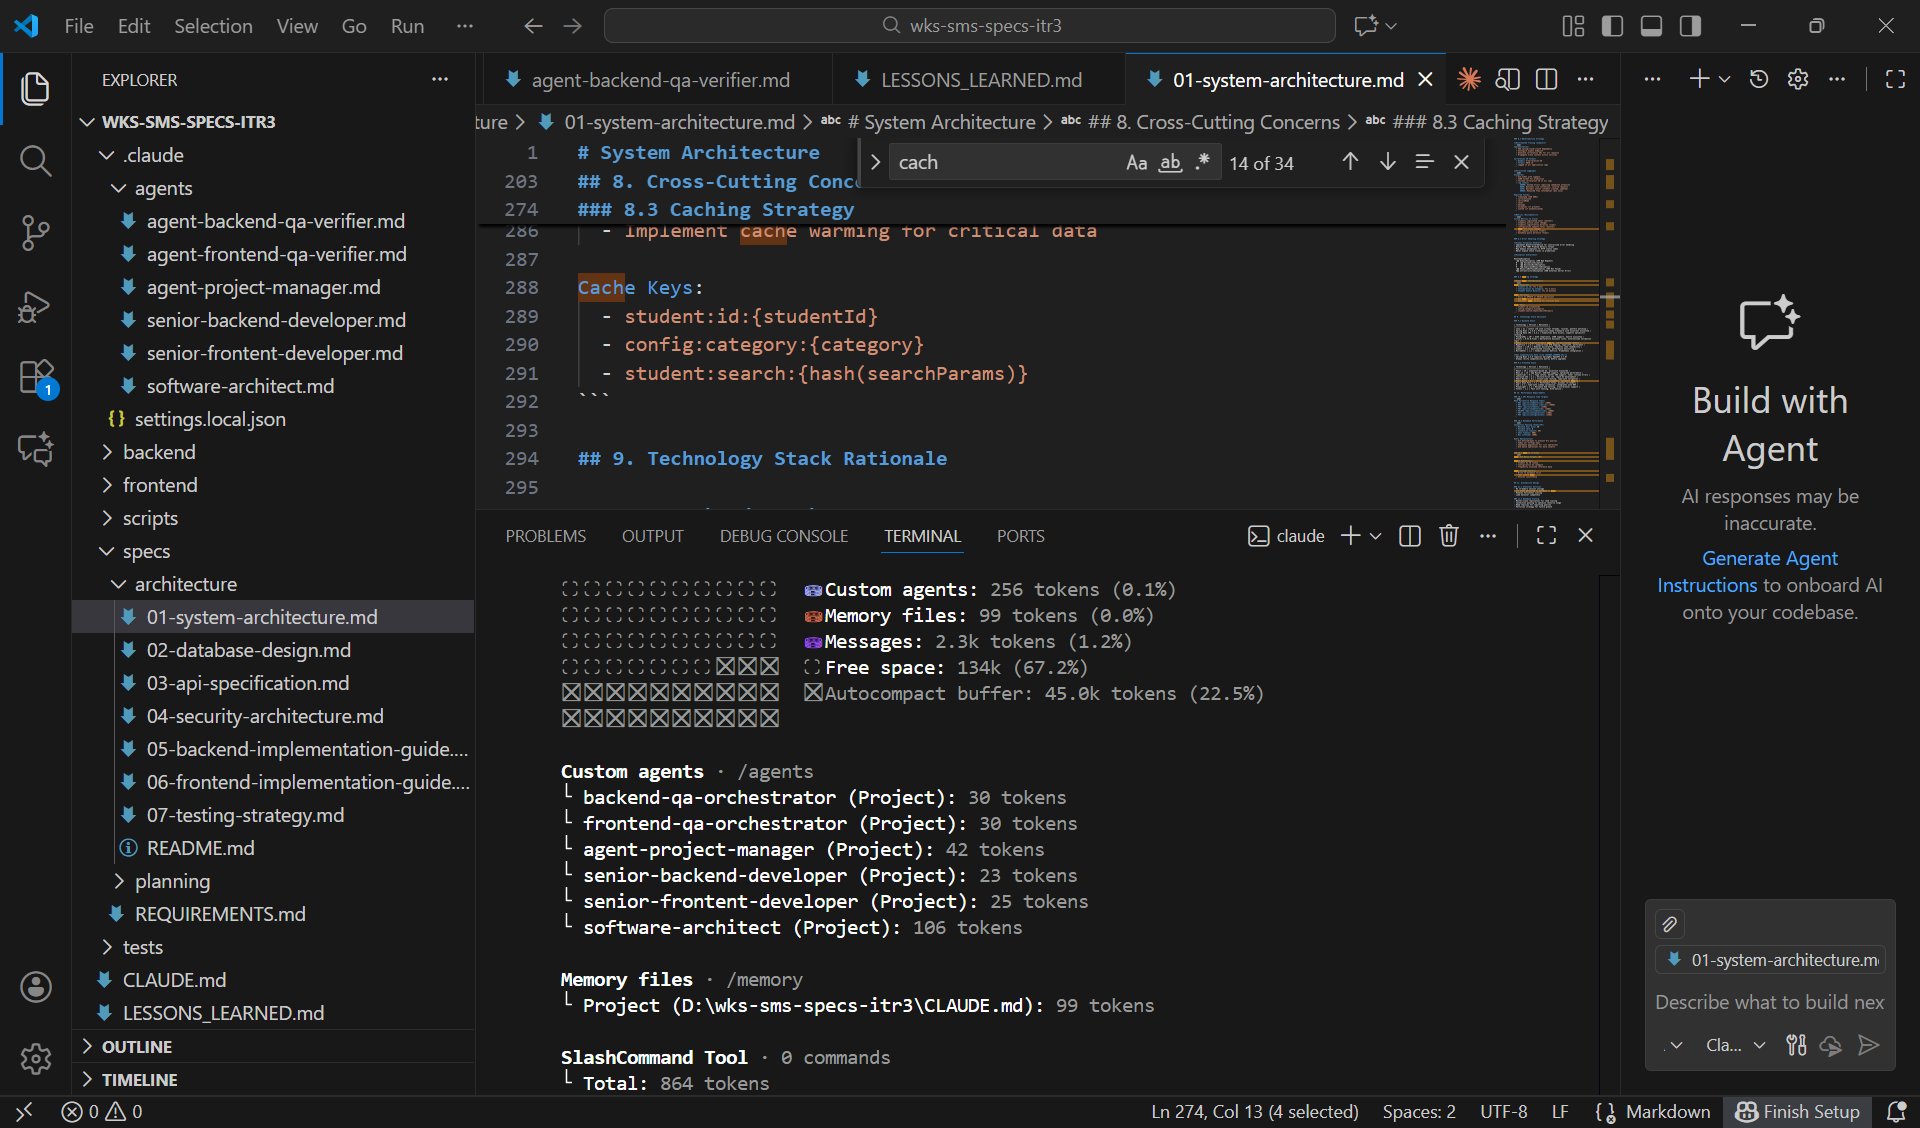 File Edit Selection View Go Run ···
wks-sms-specs-itr3
EXPLORER
WKS-SMS-SPECS-ITR3
.claude
agents
agent-backend-qa-verifier.md
agent-frontend-qa-verifier.md
agent-project-manager.md
senior-backend-developer.md
senior-frontent-developer.md
software-architect.md
{} settings.local.json
backend
frontend
scripts
specs
architecture
01-system-architecture.md
02-database-design.md
03-api-specification.md
04-security-architecture.md
05-backend-implementation-guide....
06-frontend-implementation-guide....
07-testing-strategy.md
README.md
planning
REQUIREMENTS.md
tests
CLAUDE.md
LESSONS_LEARNED.md
OUTLINE
TIMELINE
1
agent-backend-qa-verifier.md
LESSONS_LEARNED.md
01-system-architecture.md
ture > 01-system-architecture.md > abc # System Architecture > abc ## 8. Cross-Cutting Concerns > abc ### 8.3 Caching Strategy
cach Aa ab .* 14 of 34
1 # System Architecture
203 ## 8. Cross-Cutting Conc
274 ### 8.3 Caching Strategy
286 - Implement cache warming for critical data
287
288 Cache Keys:
289 - student:id:{studentId}
290 - config:category:{category}
291 - student:search:{hash(searchParams)}
292 ```
293
294 ## 9. Technology Stack Rationale
295
PROBLEMS OUTPUT DEBUG CONSOLE TERMINAL PORTS
claude
Custom agents: 256 tokens (0.1%)
Memory files: 99 tokens (0.0%)
Messages: 2.3k tokens (1.2%)
Free space: 134k (67.2%)
Autocompact buffer: 45.0k tokens (22.5%)
Custom agents · /agents
└ backend-qa-orchestrator (Project): 30 tokens
└ frontend-qa-orchestrator (Project): 30 tokens
└ agent-project-manager (Project): 42 tokens
└ senior-backend-developer (Project): 23 tokens
└ senior-frontent-developer (Project): 25 tokens
└ software-architect (Project): 106 tokens
Memory files · /memory
└ Project (D:\wks-sms-specs-itr3\CLAUDE.md): 99 tokens
SlashCommand Tool · 0 commands
└ Total: 864 tokens
Build with
Agent
AI responses may be
inaccurate.
Generate Agent
Instructions to onboard AI
onto your codebase.
01-system-architecture.m
Describe what to build nex
Cla...
0 0
Ln 274, Col 13 (4 selected) Spaces: 2 UTF-8 LF Markdown Finish Setup